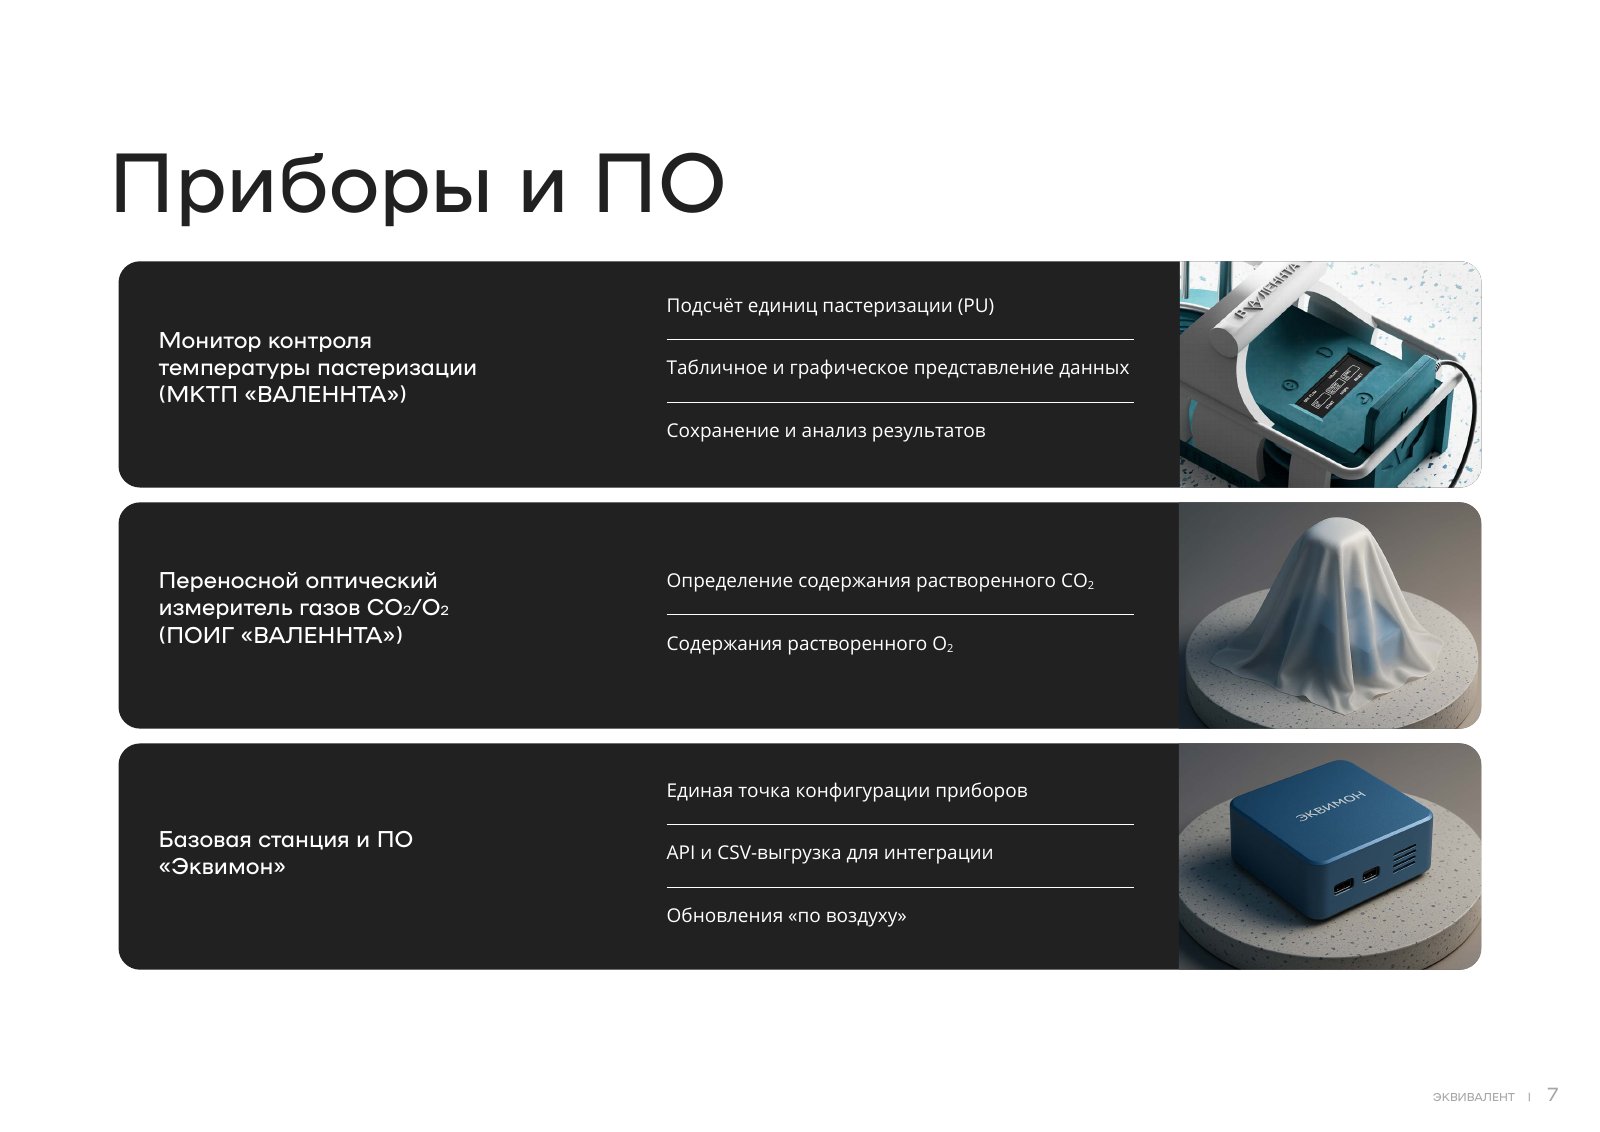 Приборы и ПО
Монитор контроля
температуры пастеризации
(МКТП «ВАЛЕННТА»)
Подсчёт единиц пастеризации (PU)
Табличное и графическое представление данных
Сохранение и анализ результатов
ВАЛЕННТА
Переносной оптический
измеритель газов CO₂/O₂
(ПОИГ «ВАЛЕННТА»)
Определение содержания растворенного CO₂
Содержания растворенного O₂
Базовая станция и ПО
«Эквимон»
Единая точка конфигурации приборов
API и CSV-выгрузка для интеграции
Обновления «по воздуху»
ЭКВИМОН
ЭКВИВАЛЕНТ | 7